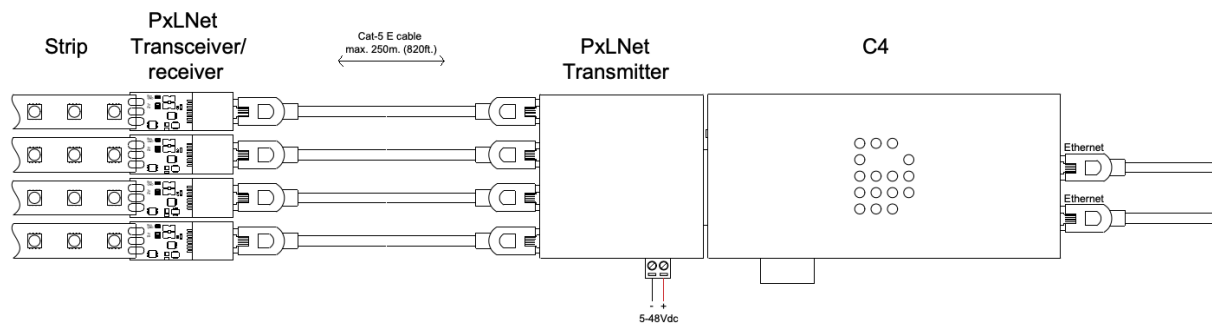 Strip
PxLNet
Transceiver/
receiver
Cat-5 E cable
max. 250m. (820ft.)
PxLNet
Transmitter
C4
Ethernet
Ethernet
- +
5-48Vdc